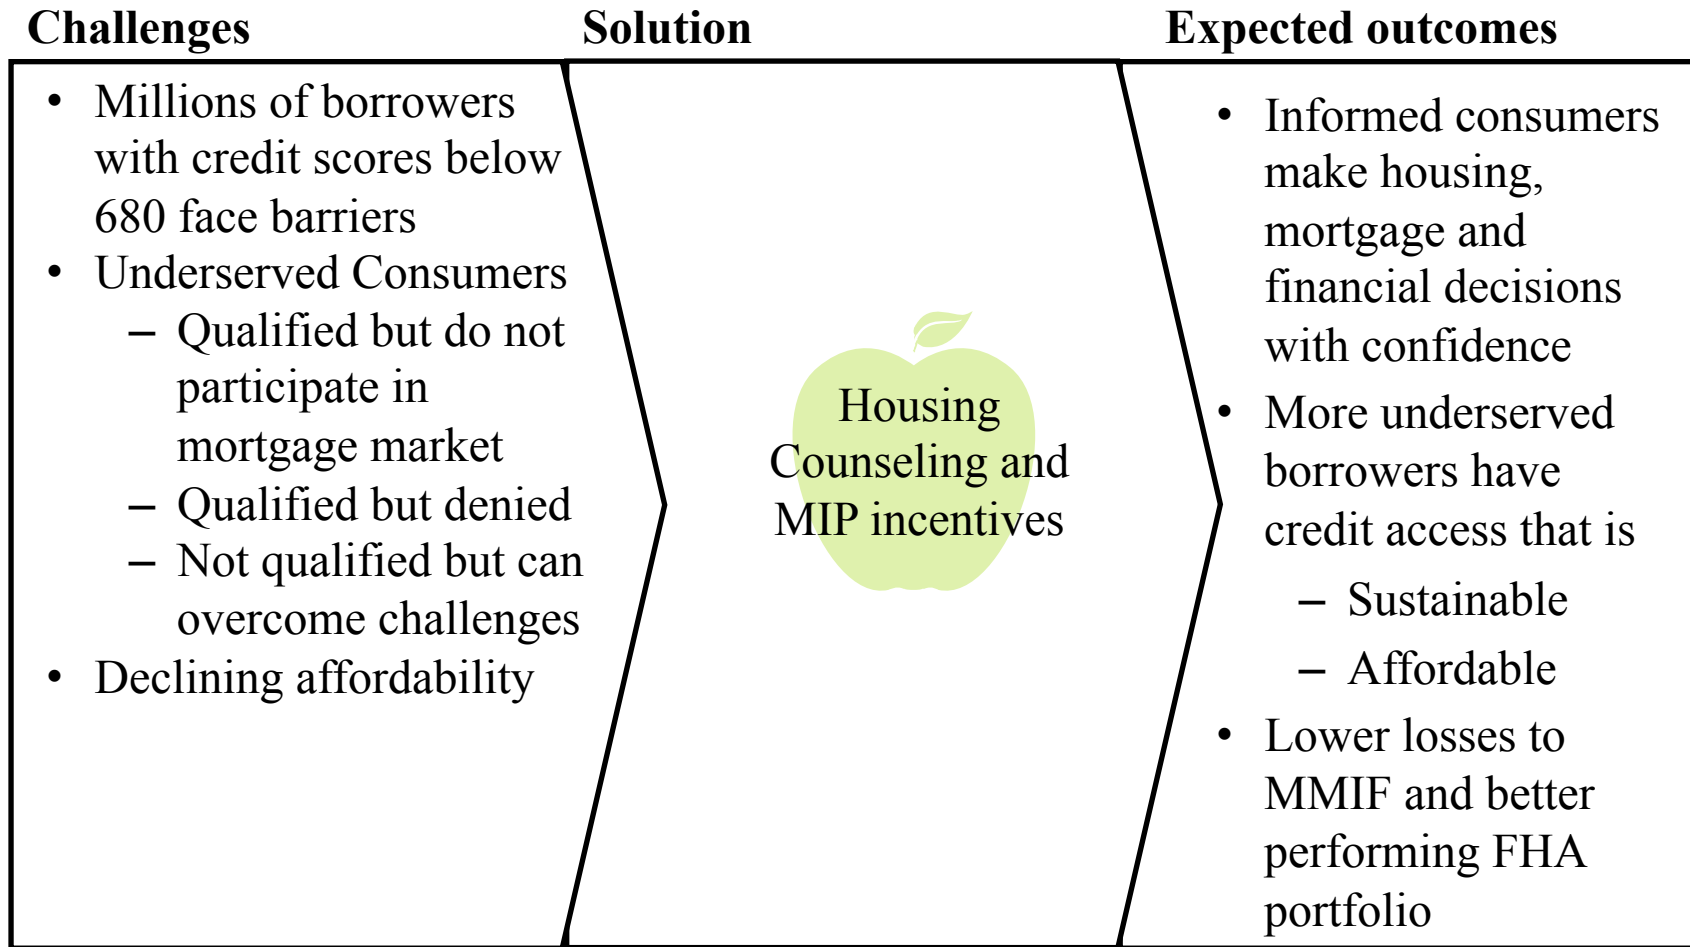 Challenges
Solution
Expected outcomes
• Millions of borrowers
with credit scores below
680 face barriers
• Underserved Consumers
– Qualified but do not
participate in
mortgage market
– Qualified but denied
– Not qualified but can
overcome challenges
• Declining affordability
Housing
Counseling and
MIP incentives
• Informed consumers
make housing,
mortgage and
financial decisions
with confidence
• More underserved
borrowers have
credit access that is
– Sustainable
– Affordable
• Lower losses to
MMIF and better
performing FHA
portfolio